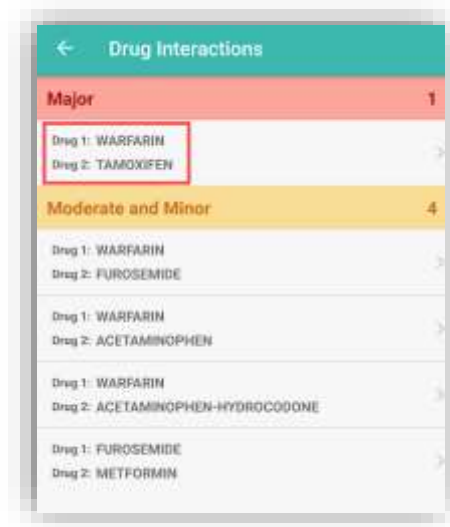 Drug Interactions
Major 1
Drug 1: WARFARIN
Drug 2: TAMOXIFEN
Moderate and Minor 4
Drug 1: WARFARIN
Drug 2: FUROSEMIDE
Drug 1: WARFARIN
Drug 2: ACETAMINOPHEN
Drug 1: WARFARIN
Drug 2: ACETAMINOPHEN-HYDROCODONE
Drug 1: FUROSEMIDE
Drug 2: METFORMIN